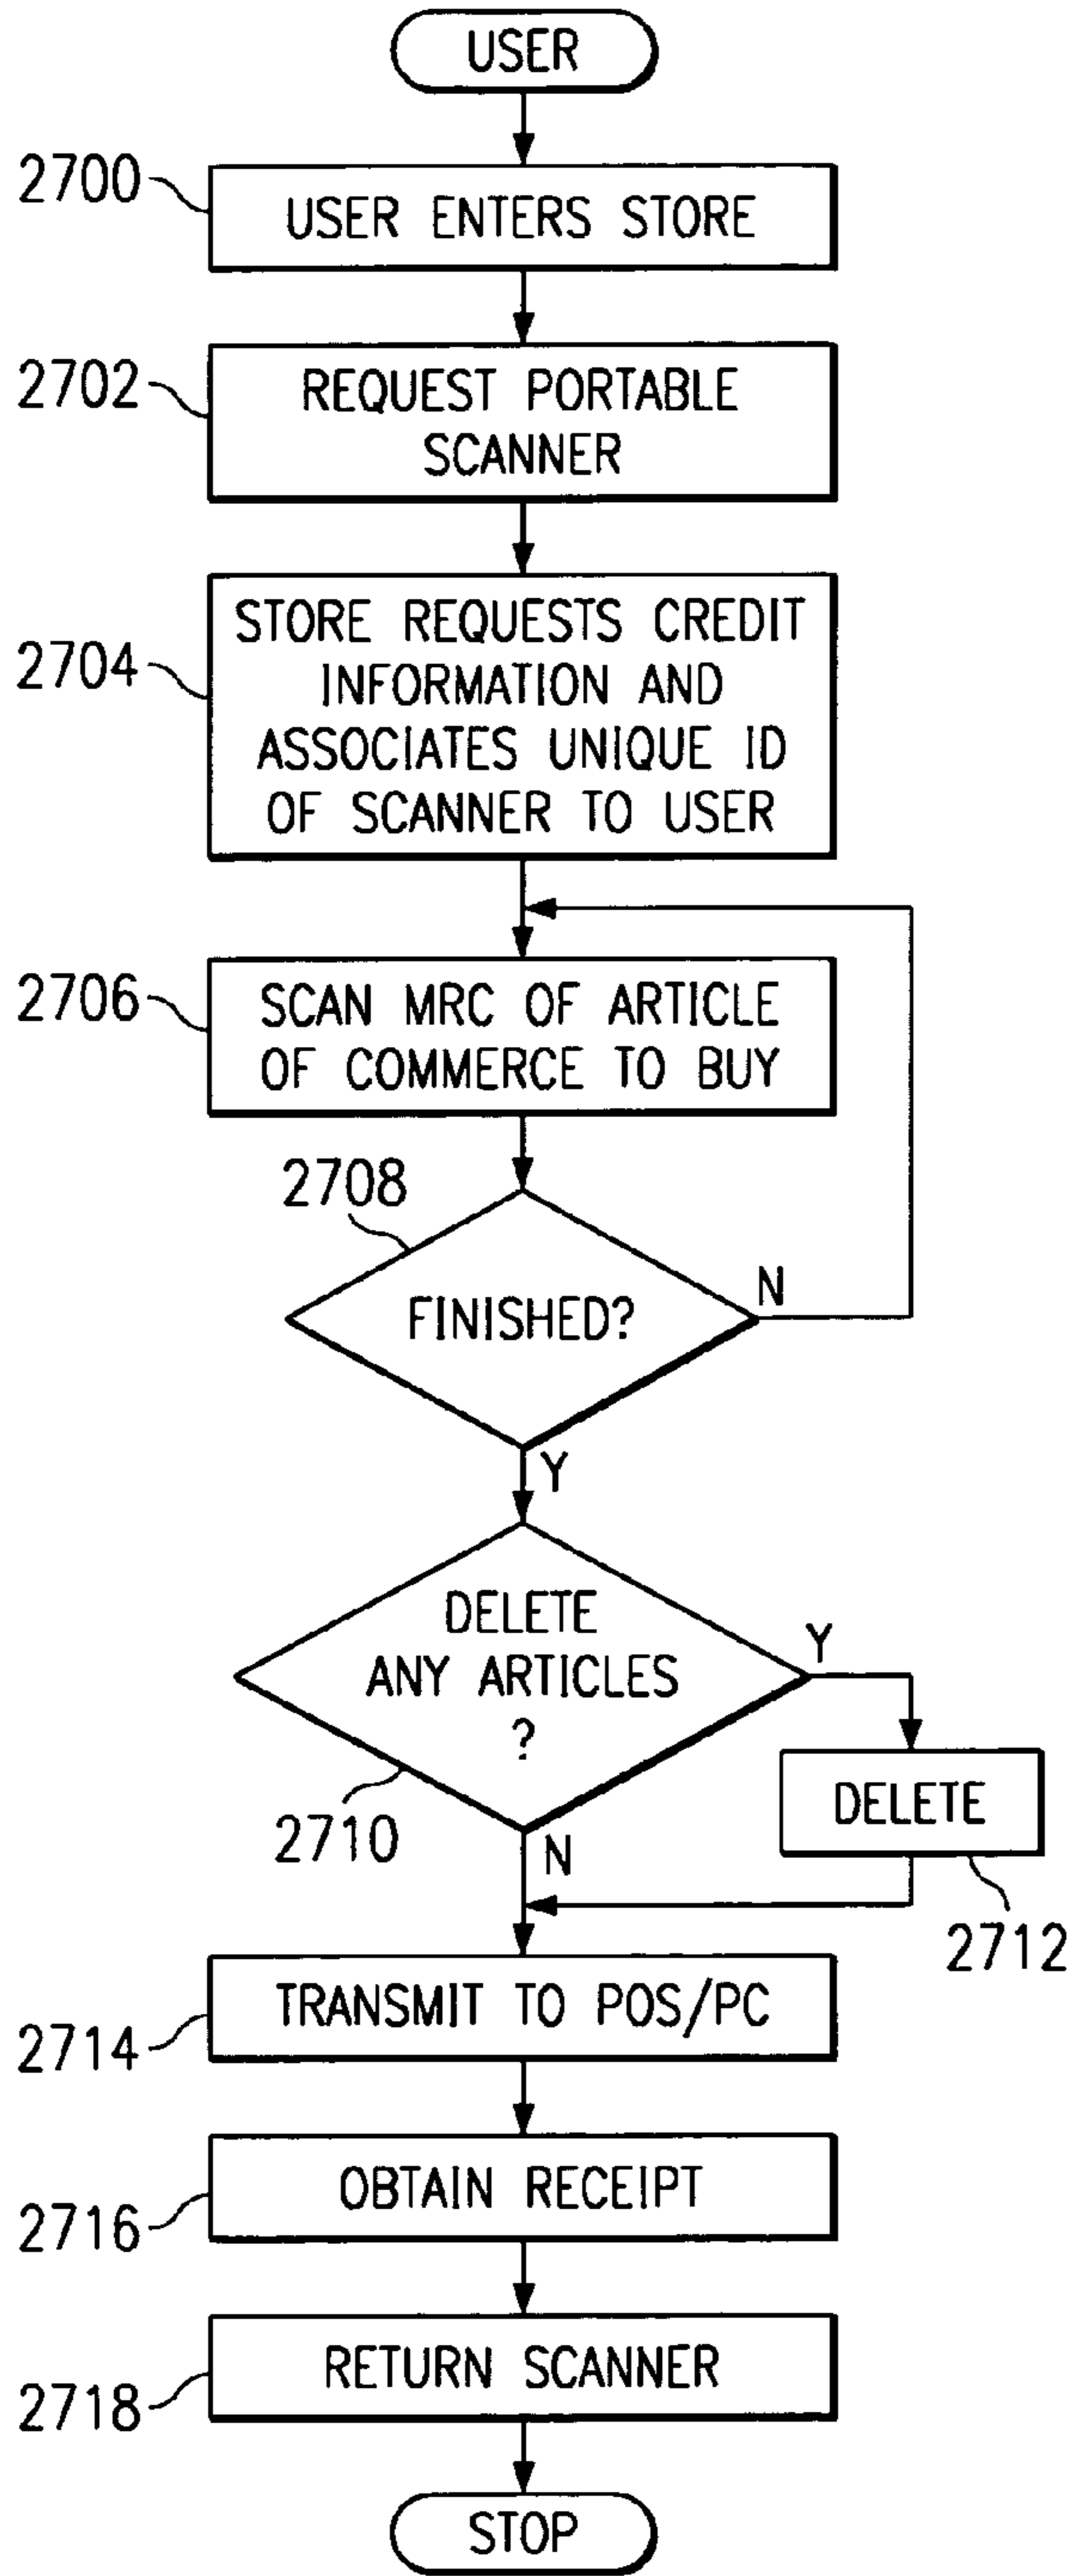 USER
2700
USER ENTERS STORE
2702
REQUEST PORTABLE
SCANNER
2704
STORE REQUESTS CREDIT
INFORMATION AND
ASSOCIATES UNIQUE ID
OF SCANNER TO USER
2706
SCAN MRC OF ARTICLE
OF COMMERCE TO BUY
2708
FINISHED?
N
Y
DELETE
ANY ARTICLES
?
Y
2710
N
DELETE
2712
TRANSMIT TO POS/PC
2714
OBTAIN RECEIPT
2716
RETURN SCANNER
2718
STOP